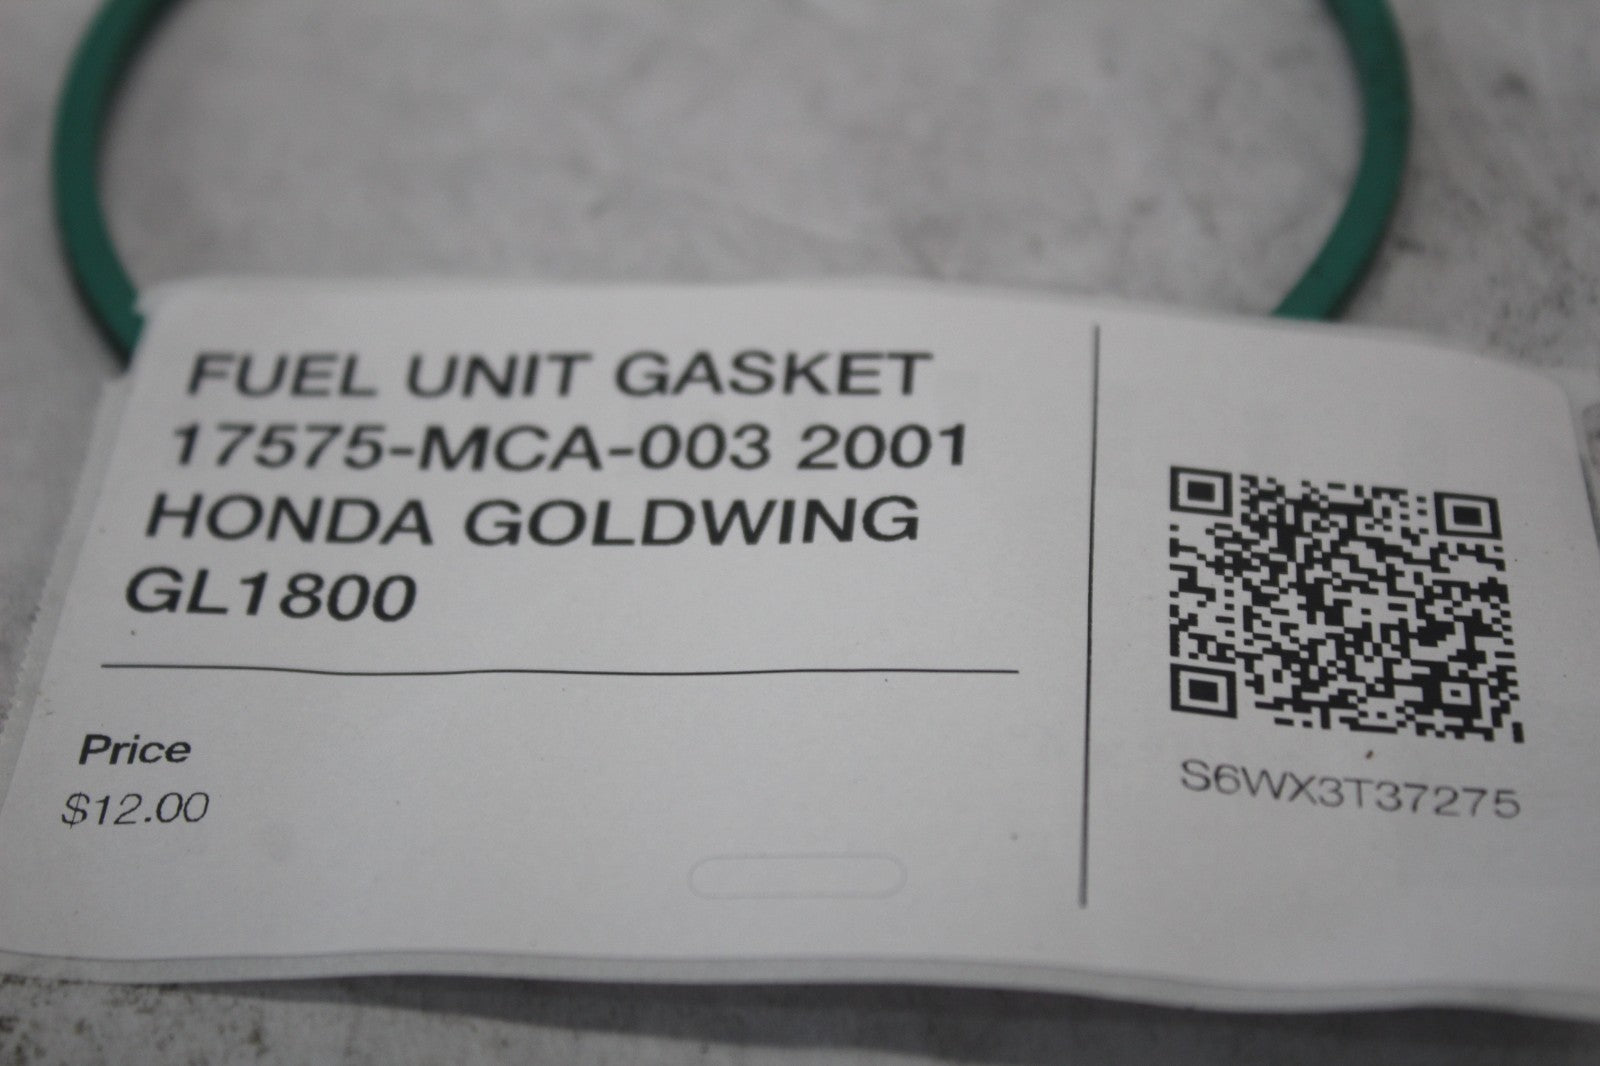 FUEL UNIT GASKET
17575-MCA-003 2001
HONDA GOLDWING
GL1800
Price
$12.00
S6WX3T37275